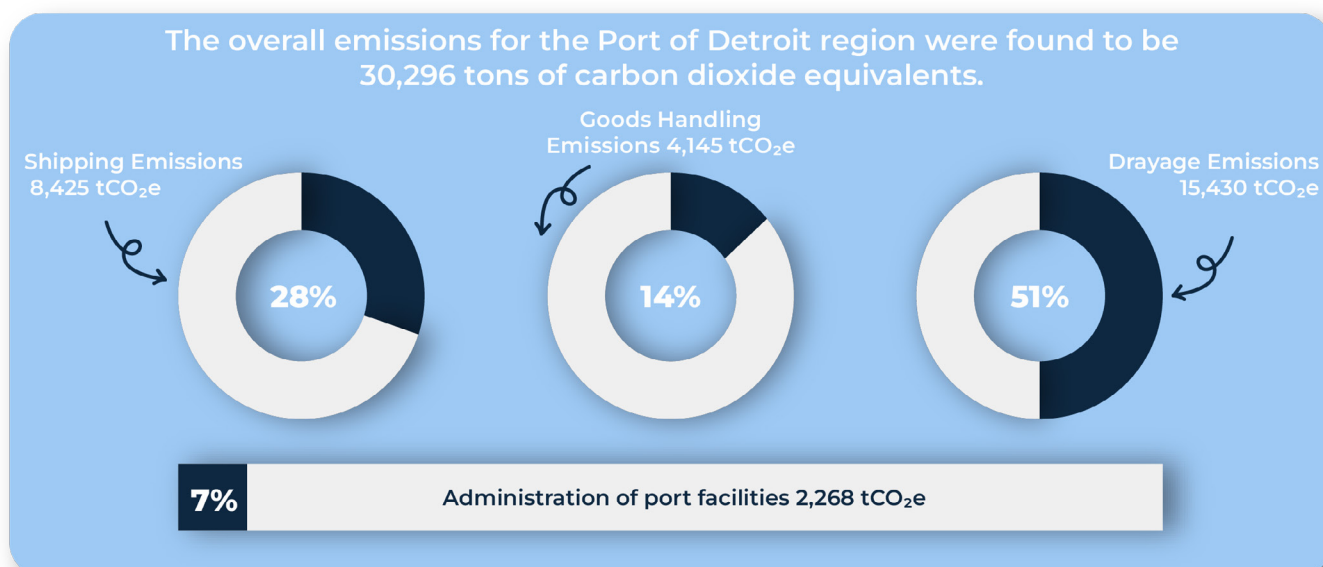 The overall emissions for the Port of Detroit region were found to be
30,296 tons of carbon dioxide equivalents.
Shipping Emissions
8,425 tCO₂e
28%
Goods Handling
Emissions 4,145 tCO₂e
14%
Drayage Emissions
15,430 tCO₂e
51%
7%
Administration of port facilities 2,268 tCO₂e